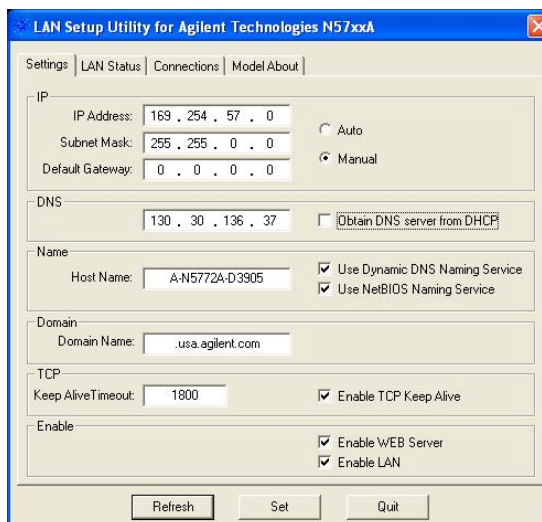 LAN Setup Utility for Agilent Technologies N57xxA
Settings LAN Status Connections Model About
IP
IP Address: 169 . 254 . 57 . 0
Auto
Subnet Mask: 255 . 255 . 0 . 0
Manual
Default Gateway: 0 . 0 . 0 . 0
DNS
130 . 30 . 136 . 37 Obtain DNS server from DHCP
Name
Host Name: A-N5772A-D3905
Use Dynamic DNS Naming Service
Use NetBIOS Naming Service
Domain
Domain Name: .usa.agilent.com
TCP
Keep AliveTimeout: 1800 Enable TCP Keep Alive
Enable
Enable WEB Server
Enable LAN
Refresh Set Quit